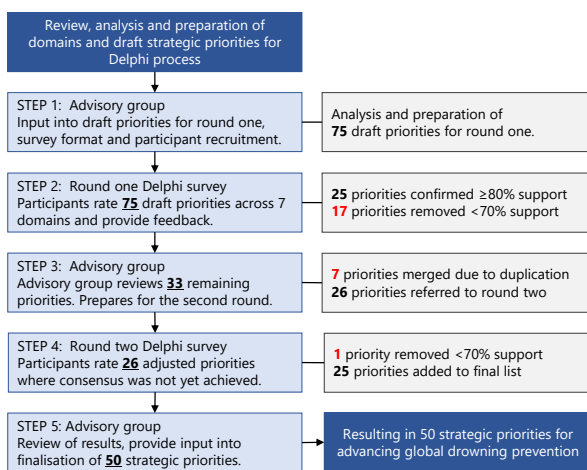 Review, analysis and preparation of
domains and draft strategic priorities for
Delphi process
STEP 1: Advisory group
Input into draft priorities for round one,
survey format and participant recruitment.
Analysis and preparation of
75 draft priorities for round one.
STEP 2: Round one Delphi survey
Participants rate 75 draft priorities across 7
domains and provide feedback.
25 priorities confirmed ≥80% support
17 priorities removed <70% support
STEP 3: Advisory group
Advisory group reviews 33 remaining
priorities. Prepares for the second round.
7 priorities merged due to duplication
26 priorities referred to round two
STEP 4: Round two Delphi survey
Participants rate 26 adjusted priorities
where consensus was not yet achieved.
1 priority removed <70% support
25 priorities added to final list
STEP 5: Advisory group
Review of results, provide input into
finalisation of 50 strategic priorities.
Resulting in 50 strategic priorities for
advancing global drowning prevention